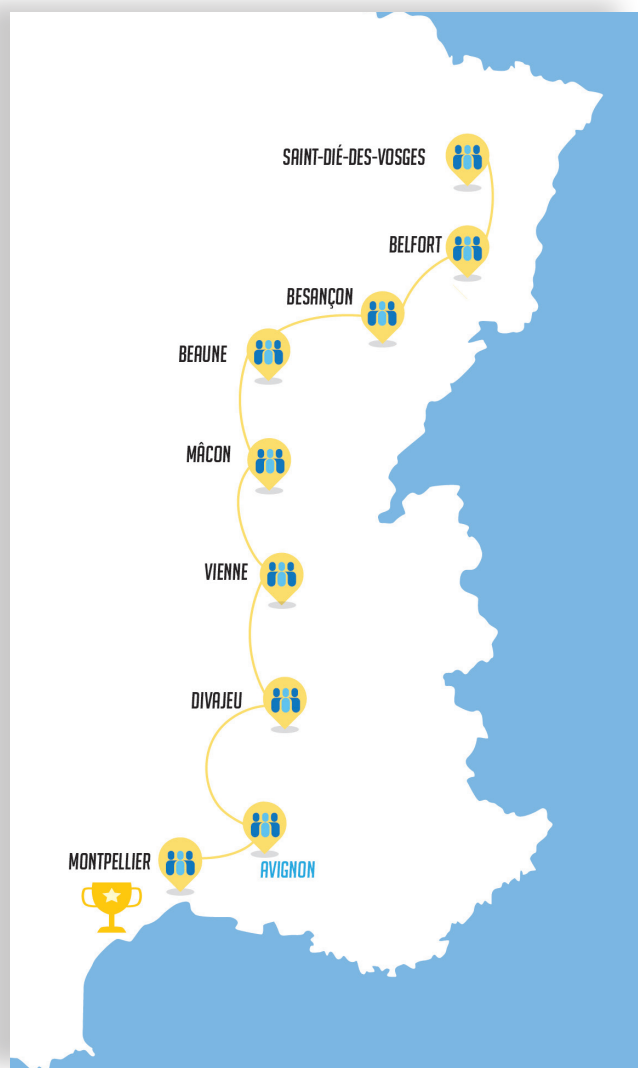 SAINT-DIÉ-DES-VOSGES
BELFORT
BESANÇON
BEAUNE
MÂCON
VIENNE
DIVAJEU
MONTPELLIER
AVIGNON